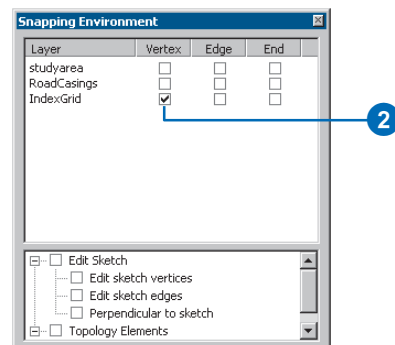 Snapping Environment
Layer Vertex Edge End
studyarea
RoadCasings
IndexGrid
2
Edit Sketch
Edit sketch vertices
Edit sketch edges
Perpendicular to sketch
Topology Elements